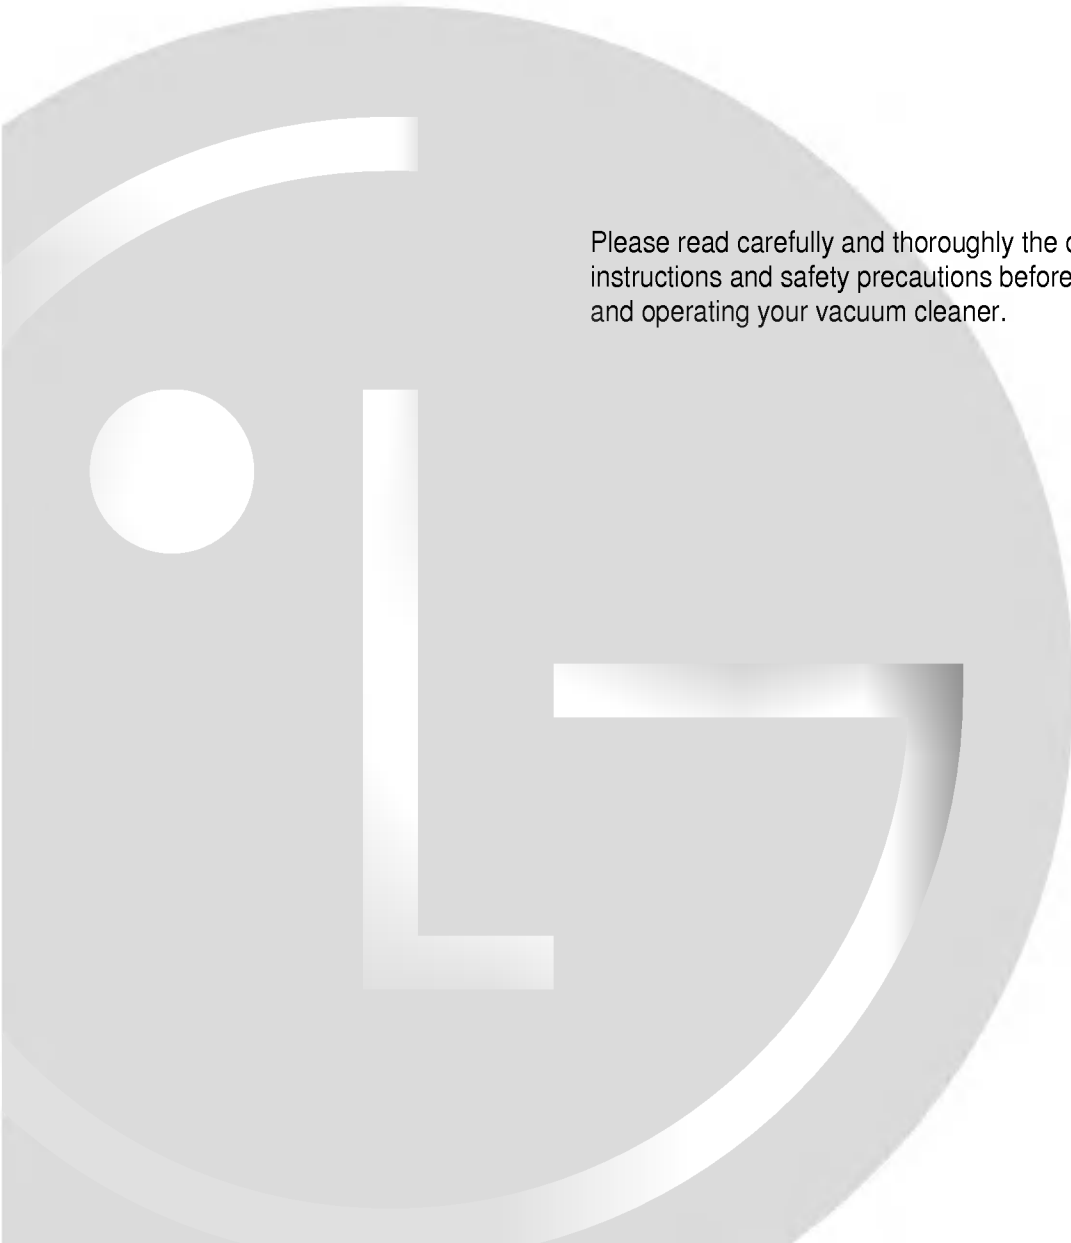 Please read carefully and thoroughly the
instructions and safety precautions before
and operating your vacuum cleaner.